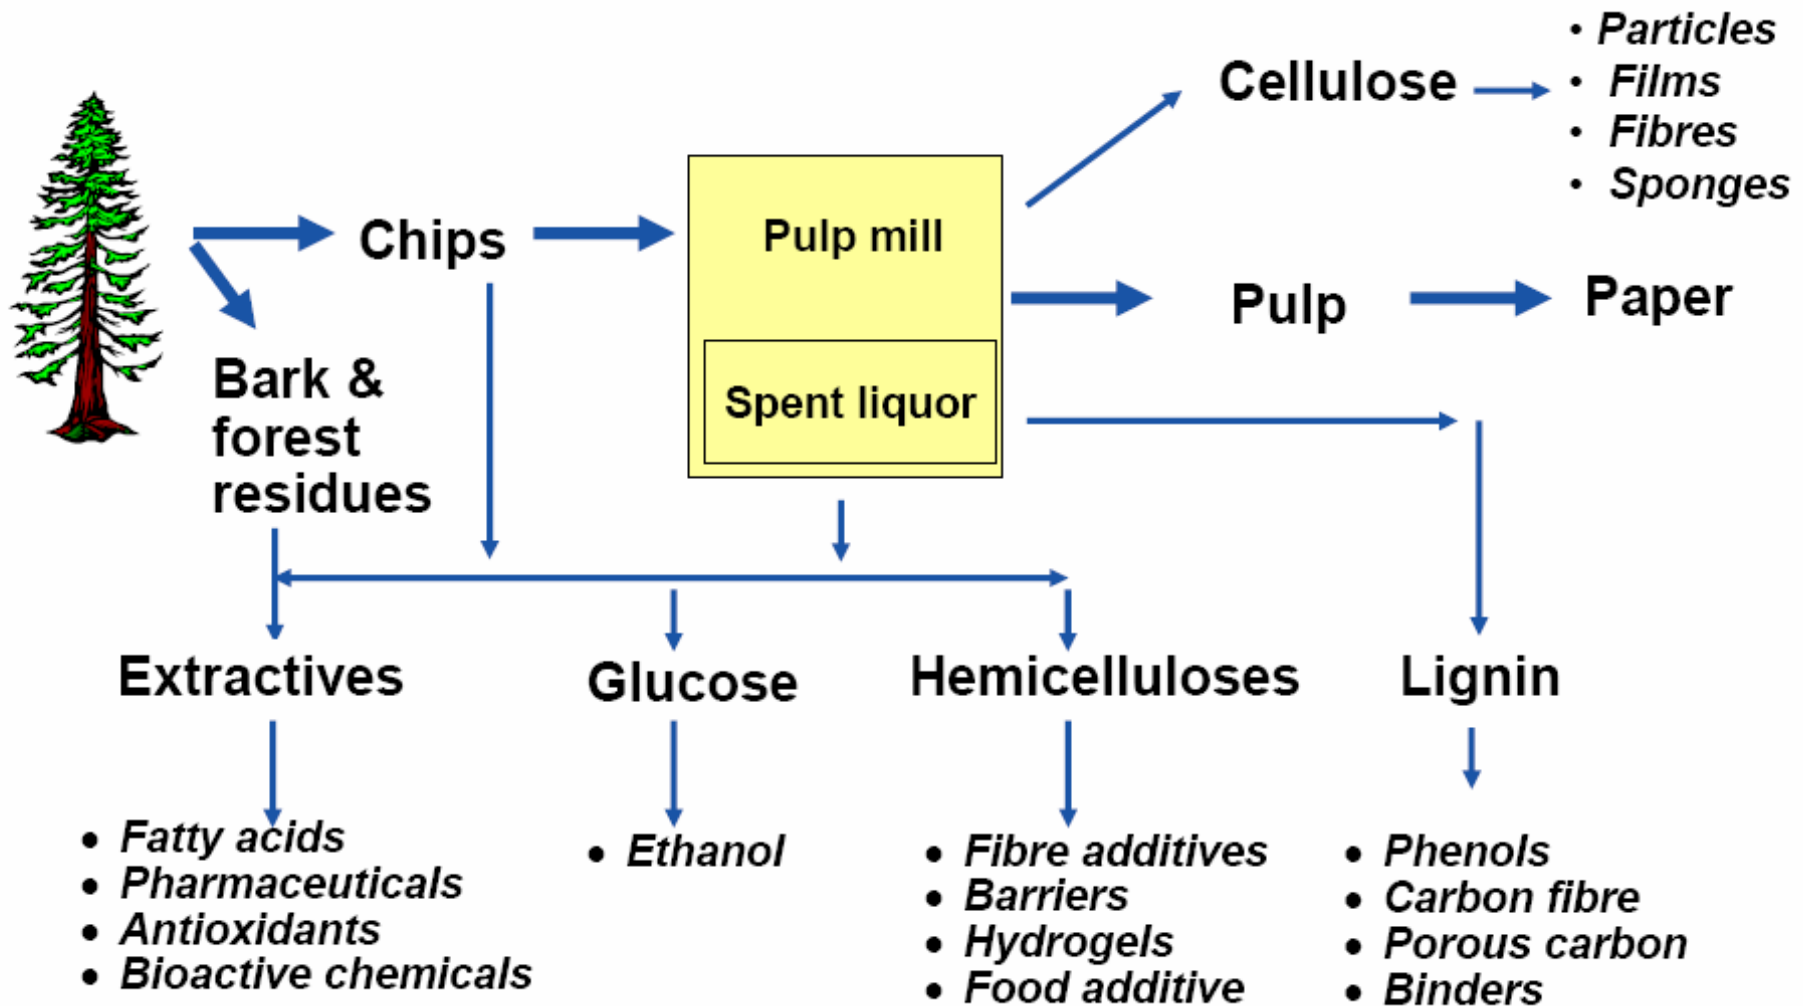 • Particles
• Films
• Fibres
• Sponges
Cellulose
Chips
Pulp mill
Pulp
Paper
Spent liquor
Bark &
forest
residues
Extractives
Glucose
Hemicelluloses
Lignin
• Fatty acids
• Pharmaceuticals
• Antioxidants
• Bioactive chemicals
• Ethanol
• Fibre additives
• Barriers
• Hydrogels
• Food additive
• Phenols
• Carbon fibre
• Porous carbon
• Binders